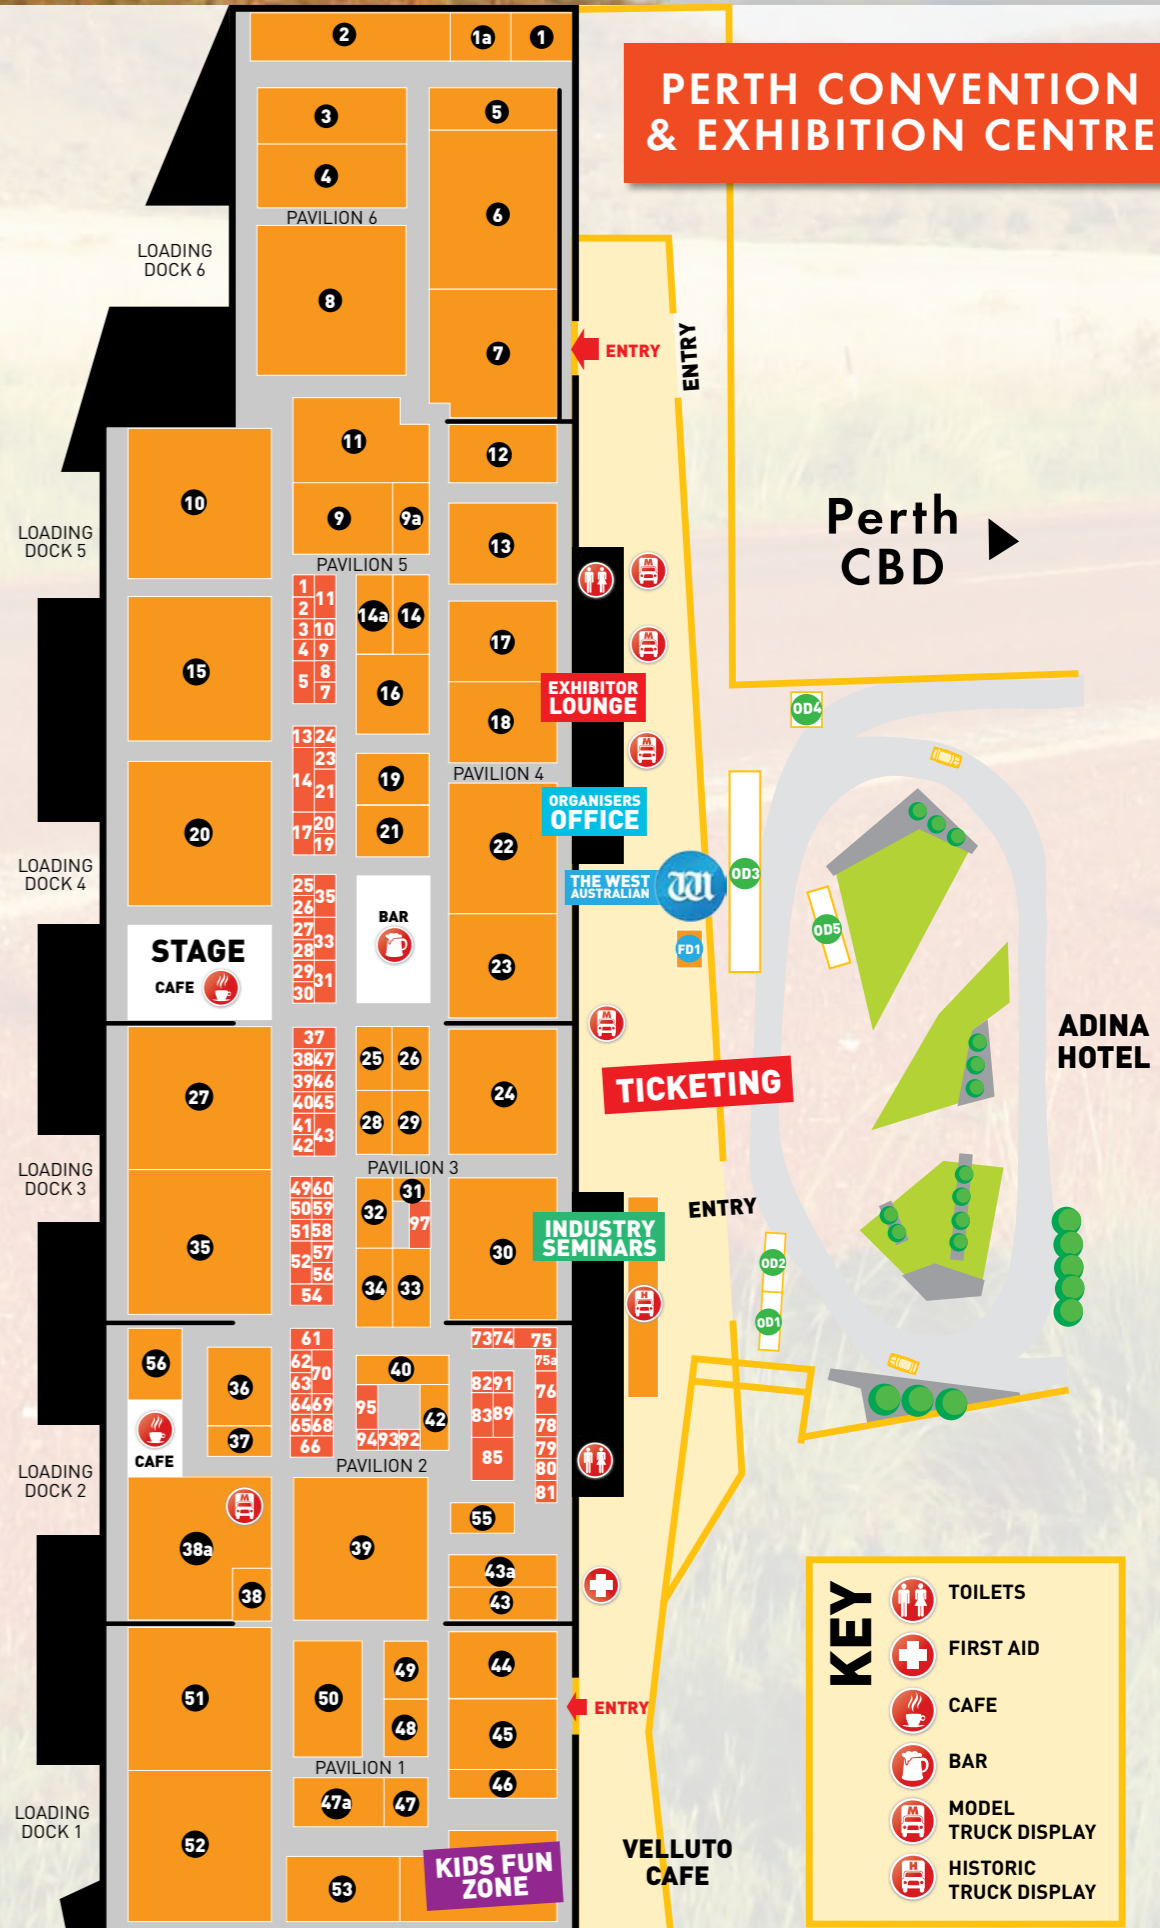 PERTH CONVENTION
& EXHIBITION CENTRE
2
1a
1
3
5
4
6
PAVILION 6
LOADING
DOCK 6
8
7
ENTRY
ENTRY
11
12
10
9
9a
13
LOADING
DOCK 5
PAVILION 5
Perth
CBD
1
11
2
3
10
4
9
5
8
7
14a
14
15
16
17
18
EXHIBITOR
LOUNGE
OD4
13
24
23
14
21
17
20
19
19
21
PAVILION 4
20
22
ORGANISERS
OFFICE
LOADING
DOCK 4
THE WEST
AUSTRALIAN
OD3
OD5
FD1
25
35
26
27
33
28
29
31
30
BAR
STAGE
CAFE
23
M
M
M
M
TICKETING
ADINA
HOTEL
27
37
38
47
39
46
40
45
41
43
42
25
26
28
29
24
LOADING
DOCK 3
PAVILION 3
49
60
50
59
51
58
52
57
56
54
32
31
97
34
33
35
30
INDUSTRY
SEMINARS
ENTRY
OD2
OD1
H
56
36
37
CAFE
61
62
70
63
64
69
65
68
66
40
95
42
94
93
92
73
74
75
75a
82
91
76
83
89
78
85
79
80
81
LOADING
DOCK 2
PAVILION 2
M
38a
38
39
55
43a
43
51
50
49
48
44
45
46
ENTRY
PAVILION 1
47a
47
LOADING
DOCK 1
52
53
KIDS FUN
ZONE
VELLUTO
CAFE
KEY
TOILETS
FIRST AID
CAFE
BAR
M
MODEL
TRUCK DISPLAY
H
HISTORIC
TRUCK DISPLAY